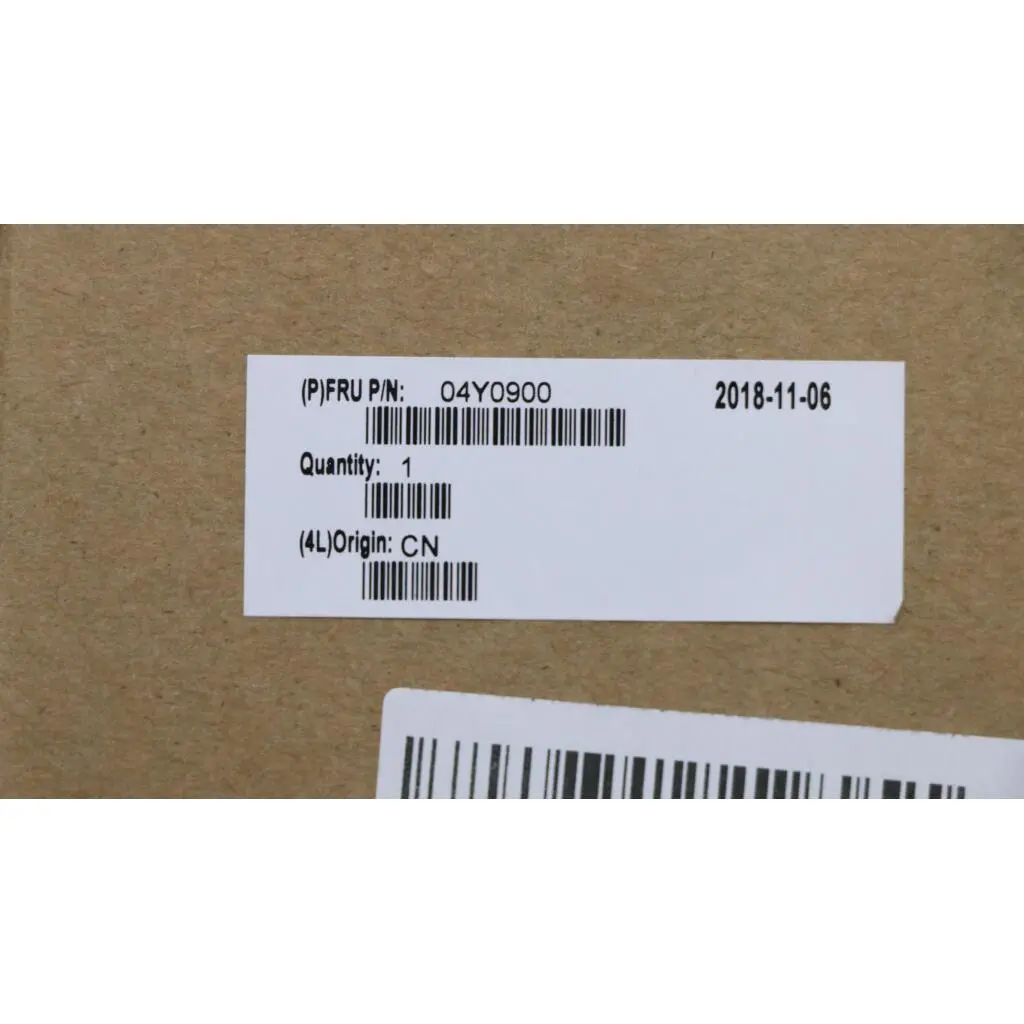 (P)FRU P/N: 04Y0900 2018-11-06
Quantity: 1
(4L)Origin: CN